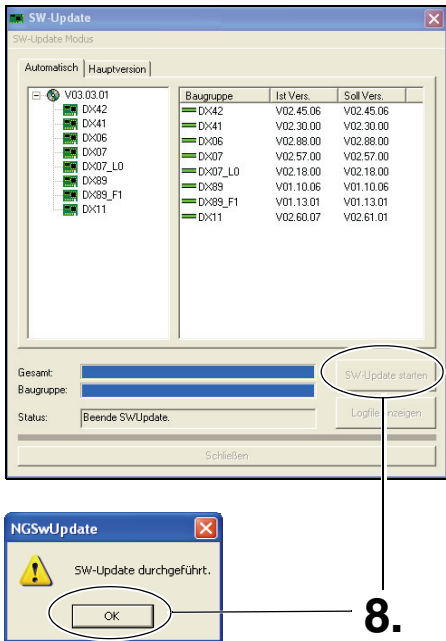 SW-Update
SW-Update Modus
Automatisch Hauptversion
V03.03.01
DX42
DX41
DX06
DX07
DX07_L0
DX89
DX89_F1
DX11
Baugruppe Ist Vers. Soll Vers.
DX42 V02.45.06 V02.45.06
DX41 V02.30.00 V02.30.00
DX06 V02.88.00 V02.88.00
DX07 V02.57.00 V02.57.00
DX07_L0 V02.18.00 V02.18.00
DX89 V01.10.06 V01.10.06
DX89_F1 V01.13.01 V01.13.01
DX11 V02.60.07 V02.61.01
Gesamt: SW-Update starten
Baugruppe:
Status: Beende SWUpdate. Logfile anzeigen
Schließen
NGSwUpdate
SW-Update durchgeführt.
OK
8.